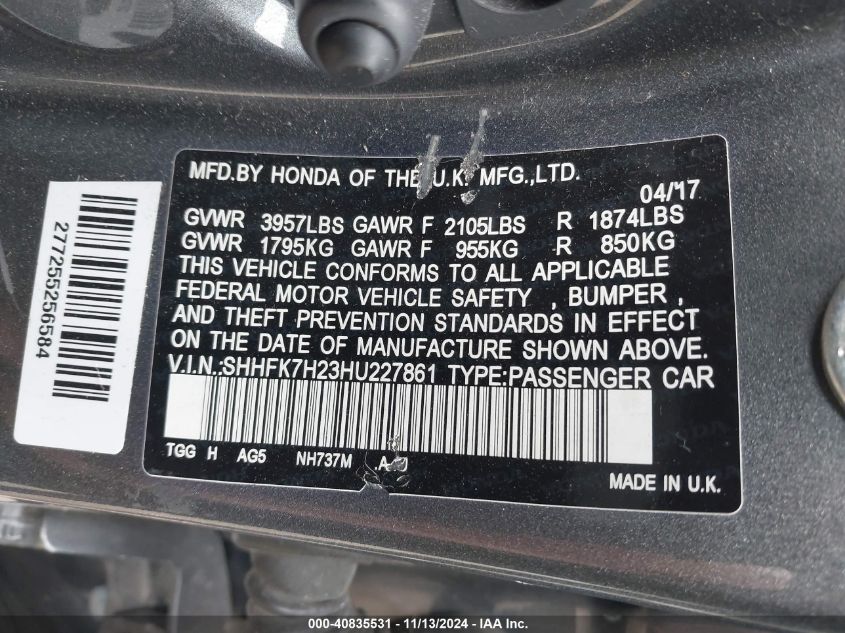 MFD.BY HONDA OF THE U.K. MFG.,LTD.
04/17
GVWR 3957LBS GAWR F 2105LBS R 1874LBS
GVWR 1795KG GAWR F 955KG R 850KG
THIS VEHICLE CONFORMS TO ALL APPLICABLE
FEDERAL MOTOR VEHICLE SAFETY , BUMPER ,
AND THEFT PREVENTION STANDARDS IN EFFECT
ON THE DATE OF MANUFACTURE SHOWN ABOVE.
V.I.N.:SHHFK7H23HU227861 TYPE:PASSENGER CAR
TGG H AG5 NH737M
MADE IN U.K.
277255256584
000-40835531 - 11/13/2024 - IAAI.com